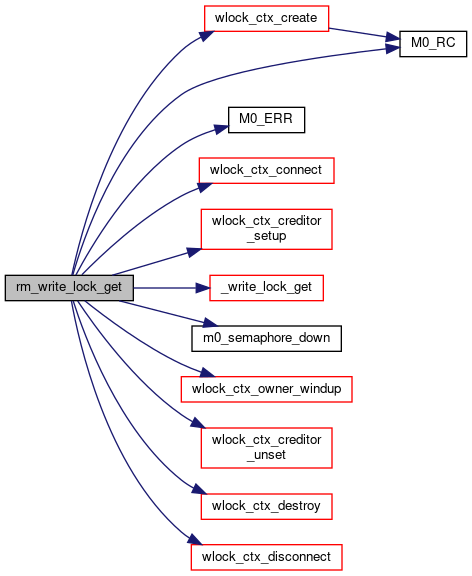 wlock_ctx_create
M0_RC
M0_ERR
wlock_ctx_connect
wlock_ctx_creditor
_setup
rm_write_lock_get
_write_lock_get
m0_semaphore_down
wlock_ctx_owner_windup
wlock_ctx_creditor
_unset
wlock_ctx_destroy
wlock_ctx_disconnect